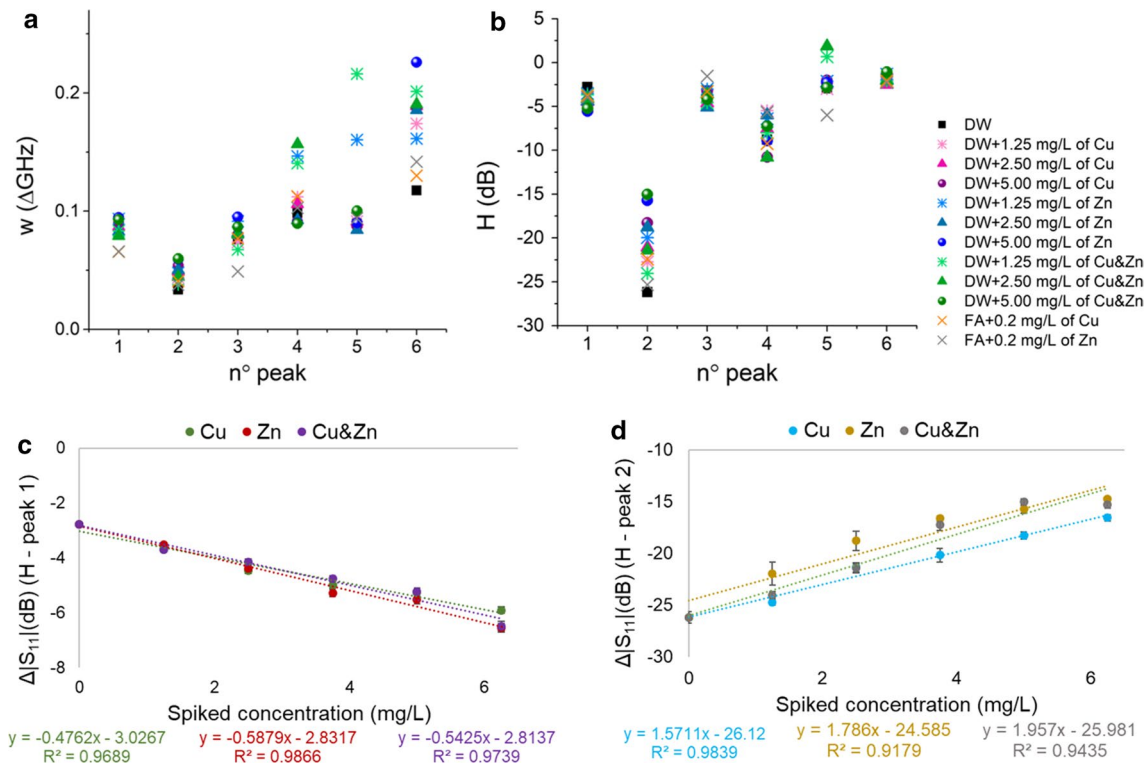 a
w (ΔGHz)
0.2
0.1
0.0
1 2 3 4 5 6
n° peak
b
H (dB)
5
0
-5
-10
-15
-20
-25
-30
1 2 3 4 5 6
n° peak
DW
DW+1.25 mg/L of Cu
DW+2.50 mg/L of Cu
DW+5.00 mg/L of Cu
DW+1.25 mg/L of Zn
DW+2.50 mg/L of Zn
DW+5.00 mg/L of Zn
DW+1.25 mg/L of Cu&Zn
DW+2.50 mg/L of Cu&Zn
DW+5.00 mg/L of Cu&Zn
FA+0.2 mg/L of Cu
FA+0.2 mg/L of Zn
c
Cu Zn Cu&Zn
Δ|S₁₁|(dB) (H - peak 1)
0
-2
-4
-6
-8
0 2 4 6
Spiked concentration (mg/L)
y = -0.4762x - 3.0267
R² = 0.9689
y = -0.5879x - 2.8317
R² = 0.9866
y = -0.5425x - 2.8137
R² = 0.9739
d
Cu Zn Cu&Zn
Δ|S₁₁|(dB) (H - peak 2)
-10
-15
-20
-25
-30
0 2 4 6
Spiked concentration (mg/L)
y = 1.5711x - 26.12
R² = 0.9839
y = 1.786x - 24.585
R² = 0.9179
y = 1.957x - 25.981
R² = 0.9435